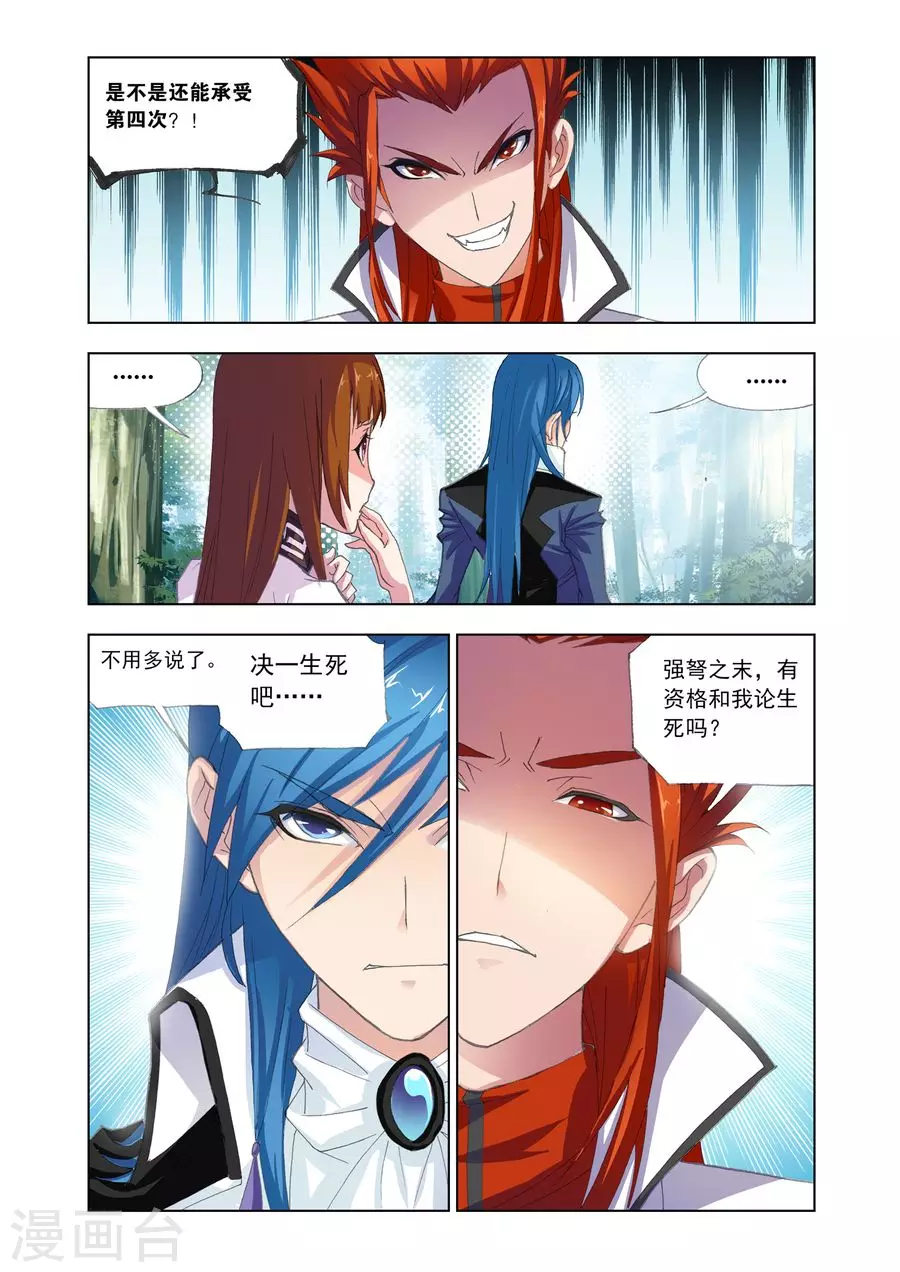 是不是还能承受
第四次？！
……
……
不用多说了。
决一生死
吧……
强弩之末，有
资格和我论生
死吗？
漫画台